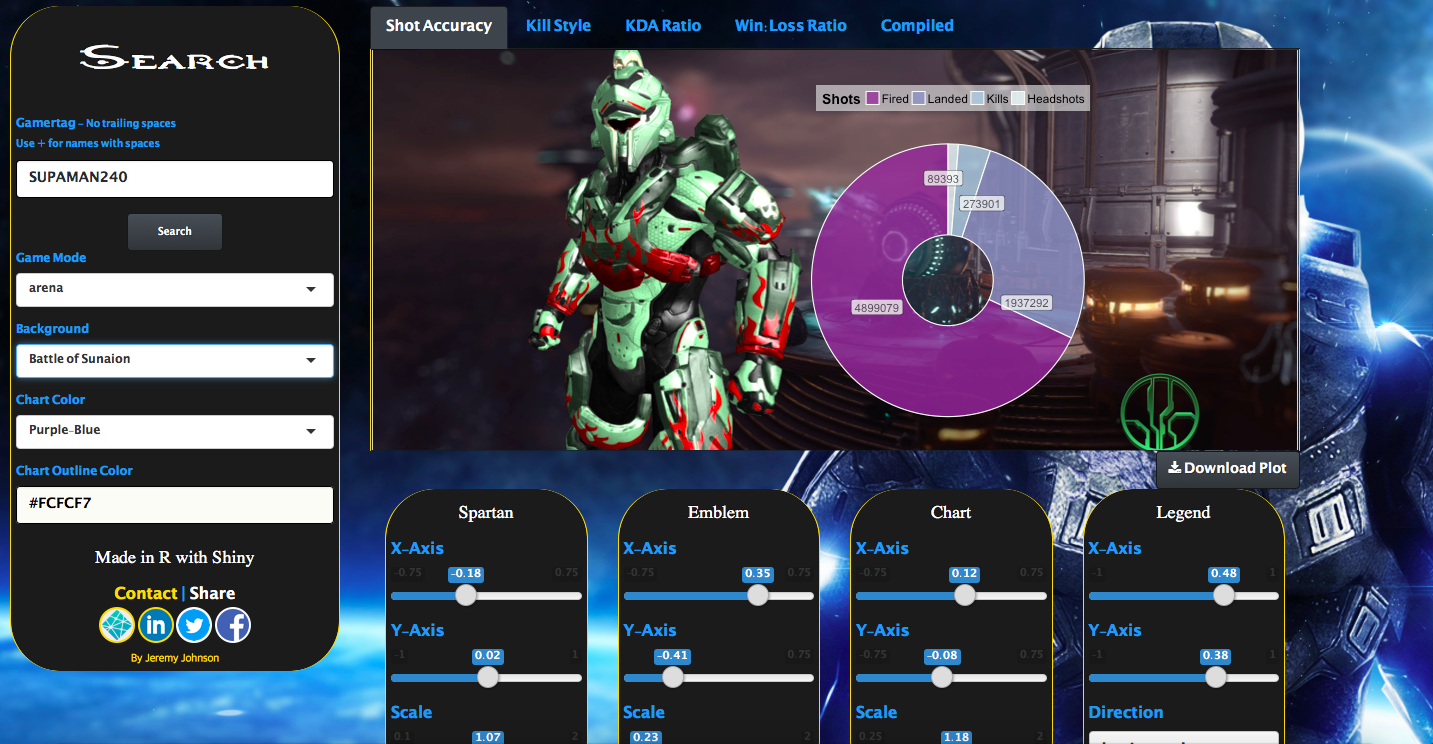 Search
Gamertag - No trailing spaces
Use + for names with spaces
SUPAMAN240
Search
Game Mode
arena
Background
Battle of Sunaion
Chart Color
Purple-Blue
Chart Outline Color
#FCFCF7
Made in R with Shiny
Contact | Share
in
f
By Jeremy Johnson
Shot Accuracy Kill Style KDA Ratio Win:Loss Ratio Compiled
Shots Fired Landed Kills Headshots
89393
273901
1937292
4899079
Download Plot
Spartan
X-Axis
-0.75 -0.18 0.75
Y-Axis
-1 0.02 1
Scale
0.1 1.07 2
Emblem
X-Axis
-0.75 0.35 0.75
Y-Axis
-0.41 0.75
Scale
0.23 2
Chart
X-Axis
-0.75 0.12 0.75
Y-Axis
-0.75 -0.08 0.75
Scale
0.25 1.18 2
Legend
X-Axis
-1 0.48 1
Y-Axis
-1 0.38 1
Direction